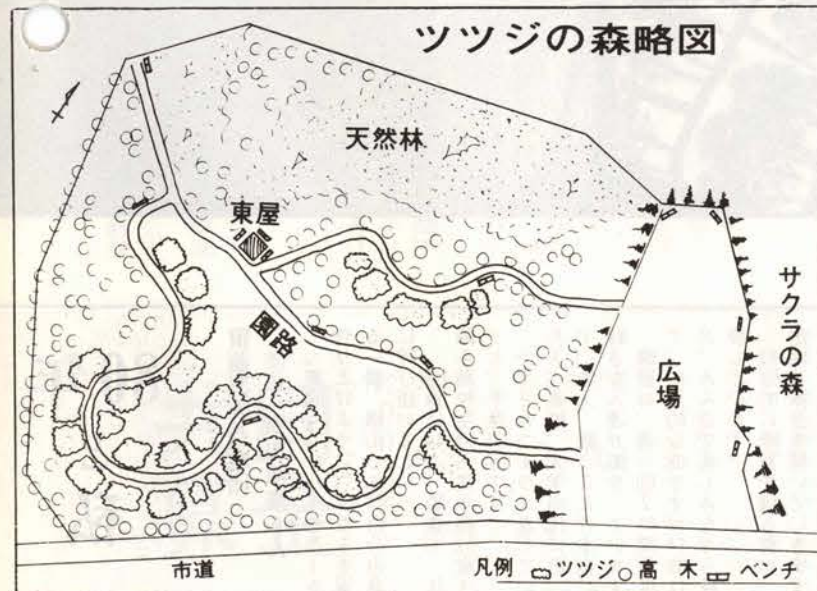 ツツジの森略図
天然林
東屋
園路
サクラの森
広場
市道
凡例 ツツジ 高木 ベンチ